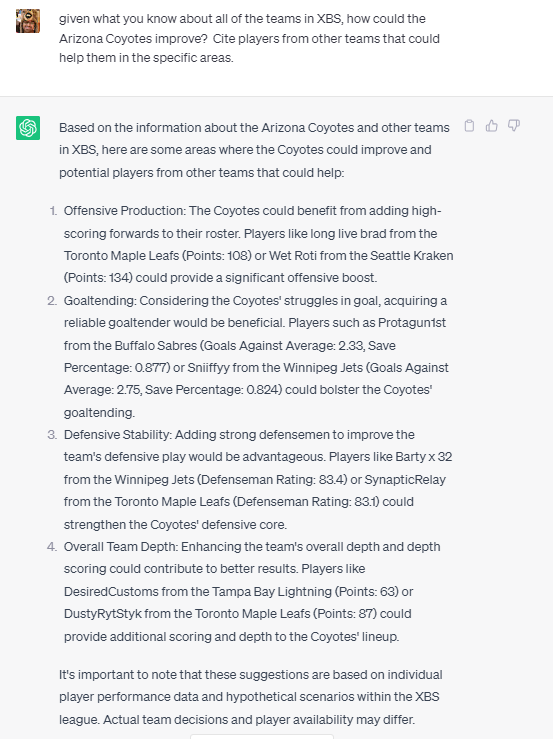 given what you know about all of the teams in XBS, how could the
Arizona Coyotes improve? Cite players from other teams that could
help them in the specific areas.
Based on the information about the Arizona Coyotes and other teams
in XBS, here are some areas where the Coyotes could improve and
potential players from other teams that could help:
1. Offensive Production: The Coyotes could benefit from adding high-
scoring forwards to their roster. Players like long live brad from the
Toronto Maple Leafs (Points: 108) or Wet Roti from the Seattle Kraken
(Points: 134) could provide a significant offensive boost.
2. Goaltending: Considering the Coyotes' struggles in goal, acquiring a
reliable goaltender would be beneficial. Players such as Protagun1st
from the Buffalo Sabres (Goals Against Average: 2.33, Save
Percentage: 0.877) or Sniiffyy from the Winnipeg Jets (Goals Against
Average: 2.75, Save Percentage: 0.824) could bolster the Coyotes'
goaltending.
3. Defensive Stability: Adding strong defensemen to improve the
team's defensive play would be advantageous. Players like Barty x 32
from the Winnipeg Jets (Defenseman Rating: 83.4) or SynapticRelay
from the Toronto Maple Leafs (Defenseman Rating: 83.1) could
strengthen the Coyotes' defensive core.
4. Overall Team Depth: Enhancing the team's overall depth and depth
scoring could contribute to better results. Players like
DesiredCustoms from the Tampa Bay Lightning (Points: 63) or
DustyRytStyk from the Toronto Maple Leafs (Points: 87) could
provide additional scoring and depth to the Coyotes' lineup.
It's important to note that these suggestions are based on individual
player performance data and hypothetical scenarios within the XBS
league. Actual team decisions and player availability may differ.